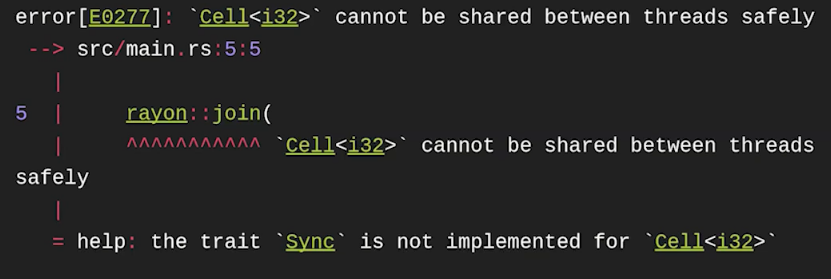 error[E0277]: `Cell<i32>` cannot be shared between threads safely
 --> src/main.rs:5:5
   |
5  |     rayon::join(
   |     ^^^^^^^^^^^ `Cell<i32>` cannot be shared between threads
safely
   |
   = help: the trait `Sync` is not implemented for `Cell<i32>`